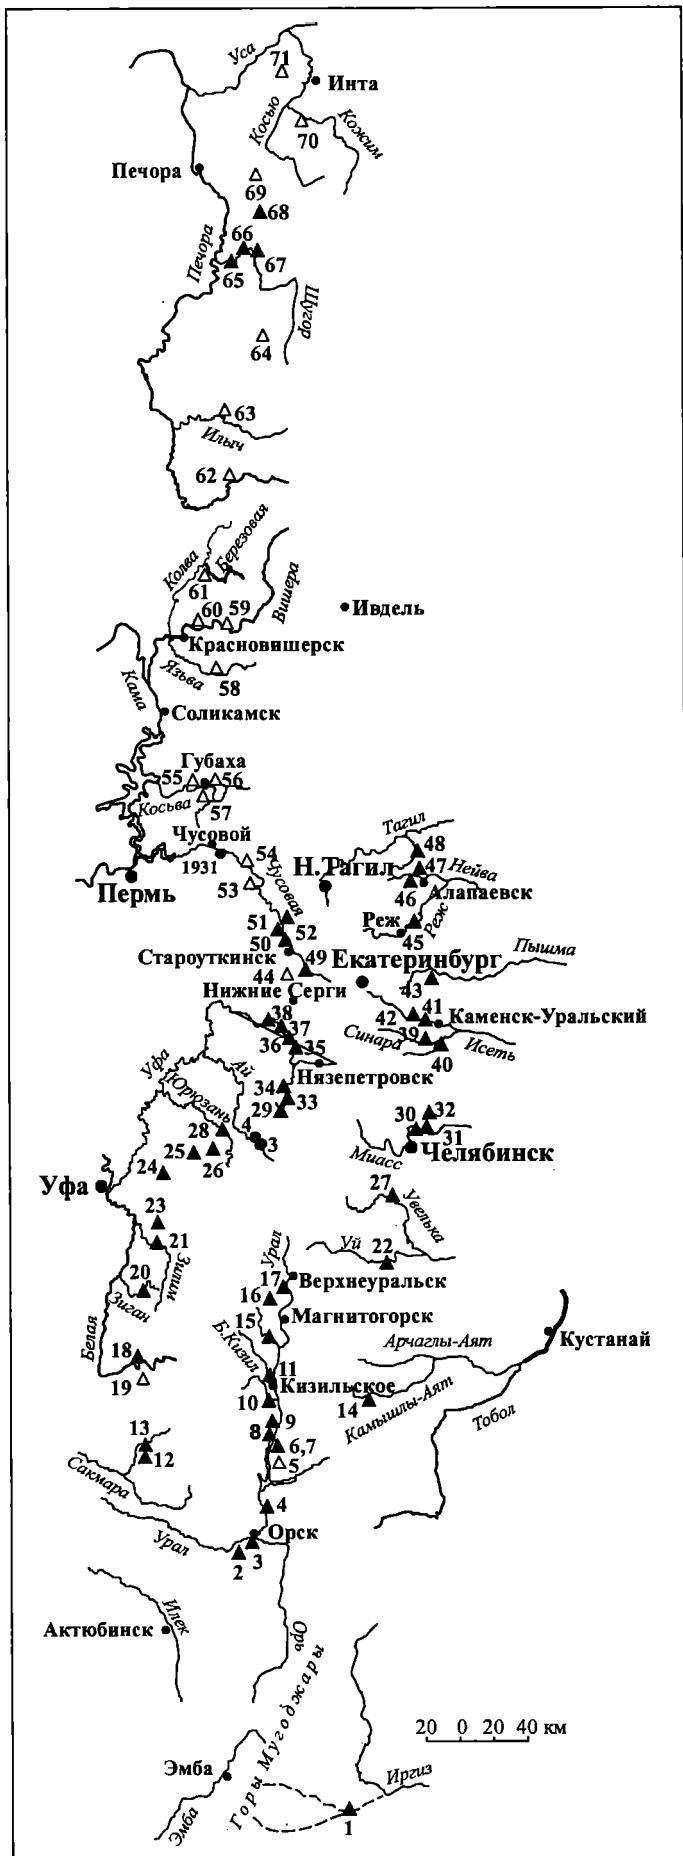 Уса
71
Инта
Косью
70
Кожим
Печора
69
68
Печора
66
65
67
Щугор
64
63
Илыч
62
Березовая
Колва
61
Вишера
60
59
Ивдель
Красновишерск
Язьва
58
Кама
Соликамск
Губаха
55
56
Косьва
57
Чусовой
1931
54
Тагил
48
47
Нейва
Пермь
53
Чусовая
Н.Тагил
46
Алапаевск
51
52
Реж
45
Реж
50
Староуткинск
49
Екатеринбург
Пышма
44
43
Нижние Серги
38
37
42
41
Каменск-Уральский
36
35
Синара
39
40
Исеть
Уфа
Ай
Нязепетровск
Юрюзань
34
33
29
4
3
28
30
32
31
25
26
Миасс
Челябинск
24
Уфа
27
Увелька
23
21
Уй
22
Урал
20
Зилим
Зиган
17
Верхнеуральск
16
Магнитогорск
Белая
15
Б.Кизил
Арчаглы-Аят
Кустанай
18
19
11
Кизильское
10
14
Камышлы-Аят
Тобол
9
8
13
12
6,7
5
Сакмара
4
Урал
Орск
2
3
Илек
Актюбинск
Орь
Горы Мугоджары
20 0 20 40 км
Эмба
Эмба
Иргиз
1